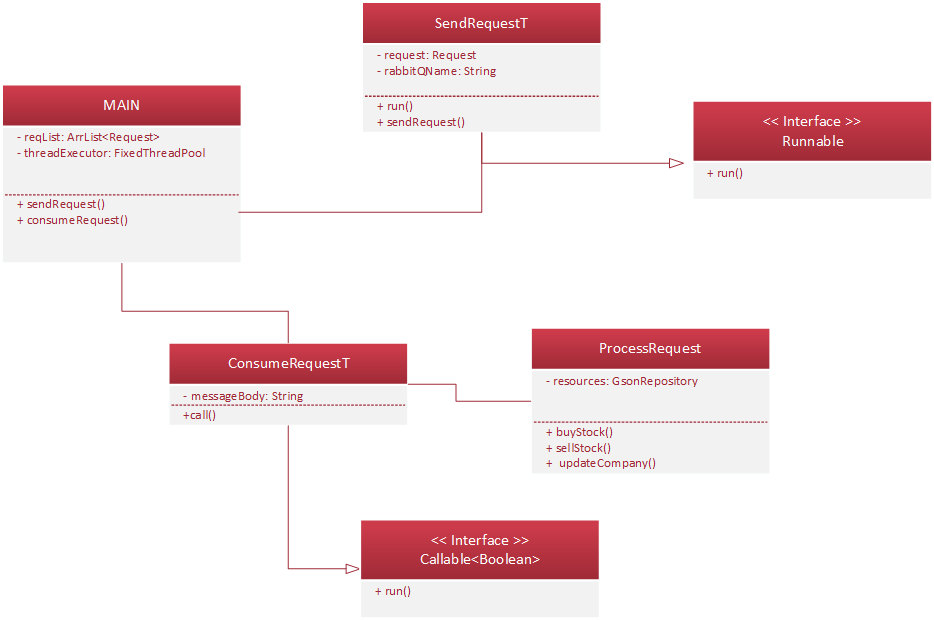 SendRequestT
- request: Request
- rabbitQName: String
+ run()
+ sendRequest()
MAIN
- reqList: ArrList<Request>
- threadExecutor: FixedThreadPool
+ sendRequest()
+ consumeRequest()
<< Interface >>
Runnable
+ run()
ConsumeRequestT
- messageBody: String
+call()
ProcessRequest
- resources: GsonRepository
+ buyStock()
+ sellStock()
+ updateCompany()
<< Interface >>
Callable<Boolean>
+ run()